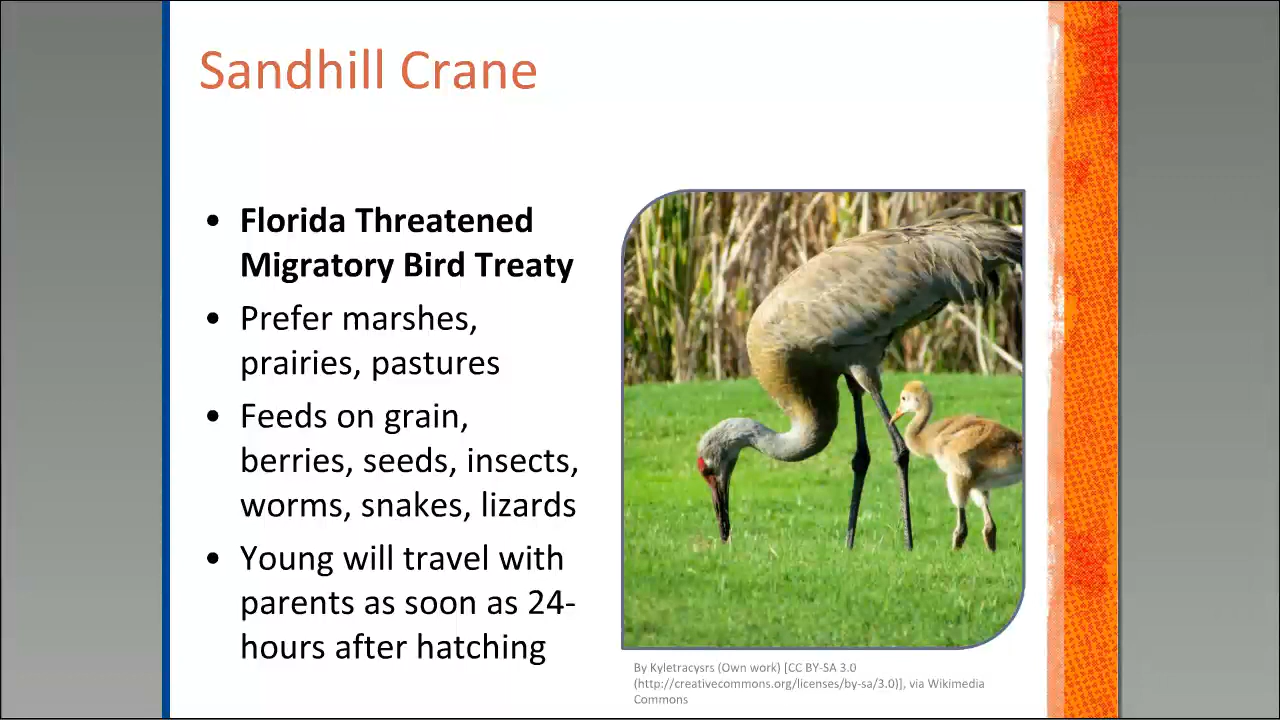 Sandhill Crane
• Florida Threatened
Migratory Bird Treaty
• Prefer marshes,
prairies, pastures
• Feeds on grain,
berries, seeds, insects,
worms, snakes, lizards
• Young will travel with
parents as soon as 24-
hours after hatching
By Kyletracysrs (Own work) [CC BY-SA 3.0
(http://creativecommons.org/licenses/by-sa/3.0)], via Wikimedia
Commons